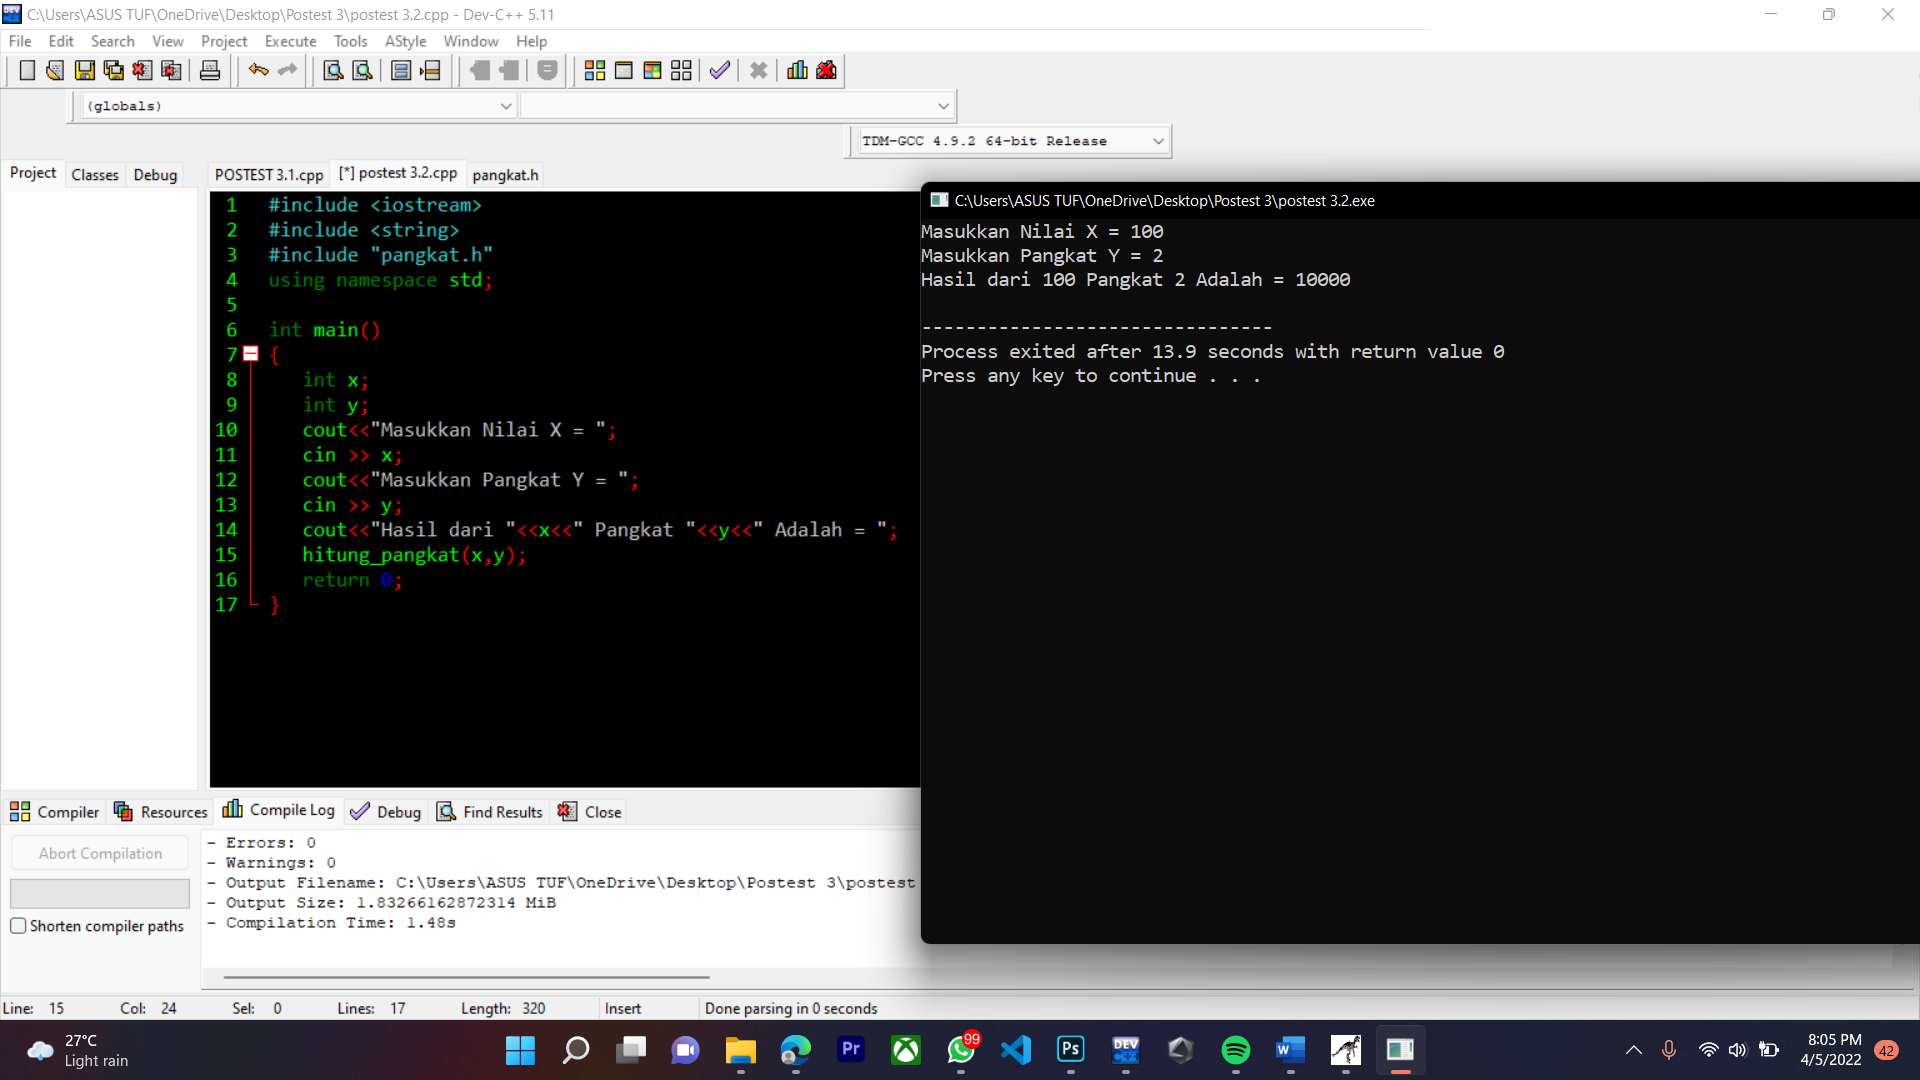 C:\Users\ASUS TUF\OneDrive\Desktop\Postest 3\postest 3.2.cpp - Dev-C++ 5.11
File Edit Search View Project Execute Tools AStyle Window Help
(globals)
TDM-GCC 4.9.2 64-bit Release
Project Classes Debug
POSTEST 3.1.cpp [*] postest 3.2.cpp pangkat.h
1 #include <iostream>
2 #include <string>
3 #include "pangkat.h"
4 using namespace std;
5
6 int main()
7 {
8 int x;
9 int y;
10 cout<<"Masukkan Nilai X = ";
11 cin >> x;
12 cout<<"Masukkan Pangkat Y = ";
13 cin >> y;
14 cout<<"Hasil dari "<<x<<" Pangkat "<<y<<" Adalah = ";
15 hitung_pangkat(x,y);
16 return 0;
17 }
C:\Users\ASUS TUF\OneDrive\Desktop\Postest 3\postest 3.2.exe
Masukkan Nilai X = 100
Masukkan Pangkat Y = 2
Hasil dari 100 Pangkat 2 Adalah = 10000
--------------------------------
Process exited after 13.9 seconds with return value 0
Press any key to continue . . .
Compiler Resources Compile Log Debug Find Results Close
Abort Compilation
Shorten compiler paths
- Errors: 0
- Warnings: 0
- Output Filename: C:\Users\ASUS TUF\OneDrive\Desktop\Postest 3\postest
- Output Size: 1.83266162872314 MiB
- Compilation Time: 1.48s
Line: 15 Col: 24 Sel: 0 Lines: 17 Length: 320 Insert Done parsing in 0 seconds
27°C
Light rain
Pr
99
Ps
DEV
W
8:05 PM
4/5/2022
42